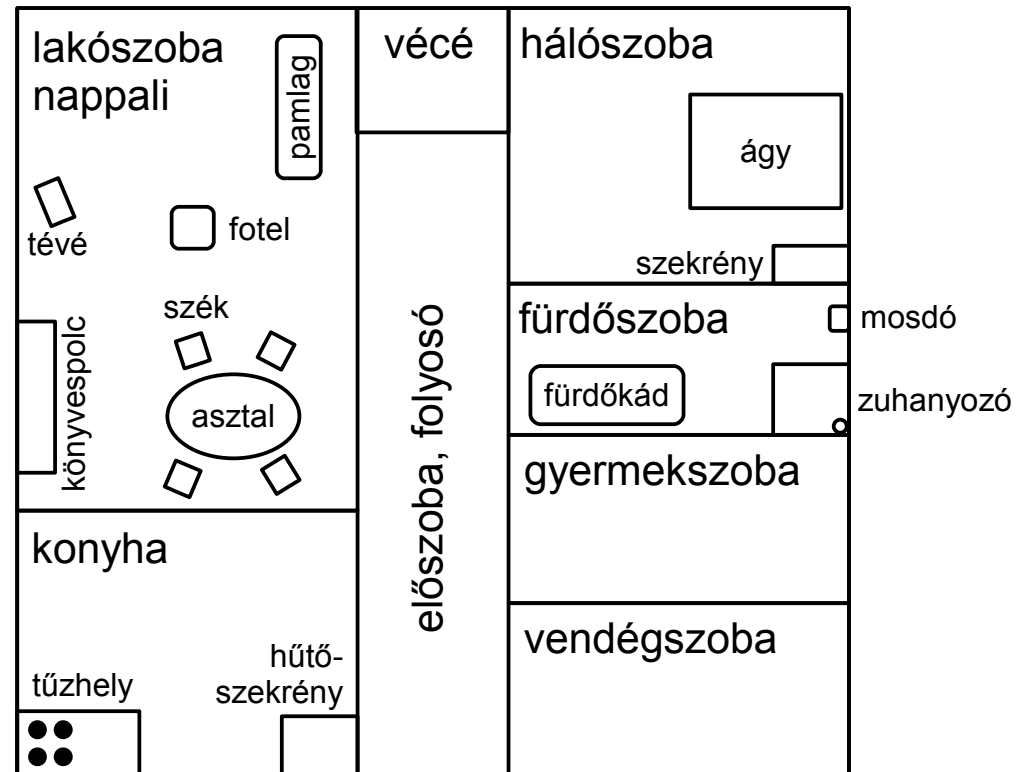 lakószoba
nappali
pamlag
tévé
fotel
szék
könyvespolc
asztal
konyha
tűzhely
hűtő-
szekrény
vécé
előszoba, folyosó
hálószoba
ágy
szekrény
fürdőszoba
mosdó
fürdőkád
zuhanyozó
gyermekszoba
vendégszoba